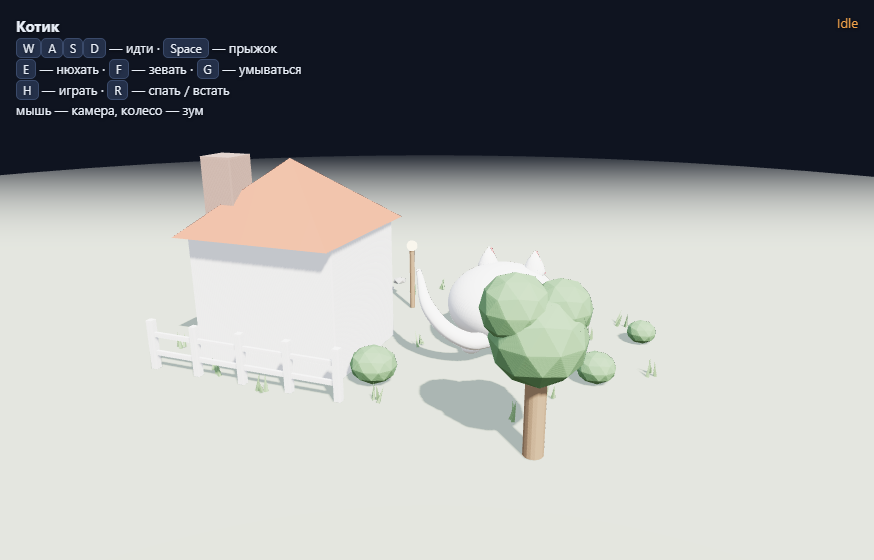 Котик
Idle
W A S D — идти · Space — прыжок
E — нюхать · F — зевать · G — умываться
H — играть · R — спать / встать
мышь — камера, колесо — зум